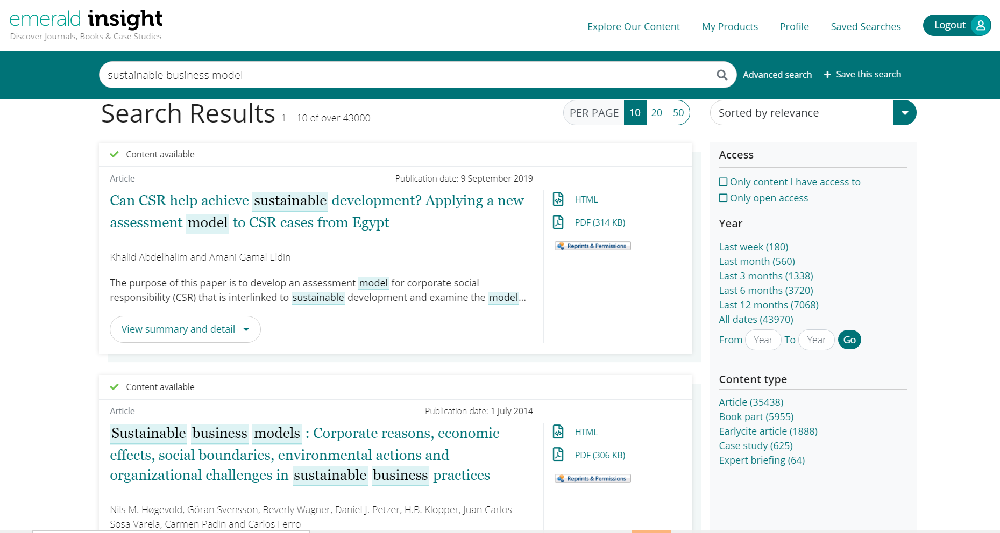 emerald insight
Discover Journals, Books & Case Studies
Explore Our Content
My Products
Profile
Saved Searches
Logout
sustainable business model
Advanced search
+ Save this search
Search Results 1 – 10 of over 43000
PER PAGE 10 20 50
Sorted by relevance
Content available
Article
Publication date: 9 September 2019
Can CSR help achieve sustainable development? Applying a new
assessment model to CSR cases from Egypt
Khalid Abdelhalim and Amani Gamal Eldin
The purpose of this paper is to develop an assessment model for corporate social
responsibility (CSR) that is interlinked to sustainable development and examine the model...
View summary and detail
HTML
PDF (314 KB)
Reprints & Permissions
Content available
Article
Publication date: 1 July 2014
Sustainable business models : Corporate reasons, economic
effects, social boundaries, environmental actions and
organizational challenges in sustainable business practices
Nils M. Høgevold, Göran Svensson, Beverly Wagner, Daniel J. Petzer, H.B. Klopper, Juan Carlos
Sosa Varela, Carmen Padin and Carlos Ferro
HTML
PDF (306 KB)
Reprints & Permissions
Access
Only content I have access to
Only open access
Year
Last week (180)
Last month (560)
Last 3 months (1338)
Last 6 months (3720)
Last 12 months (7068)
All dates (43970)
From Year To Year Go
Content type
Article (35438)
Book part (5955)
Earlycite article (1888)
Case study (625)
Expert briefing (64)